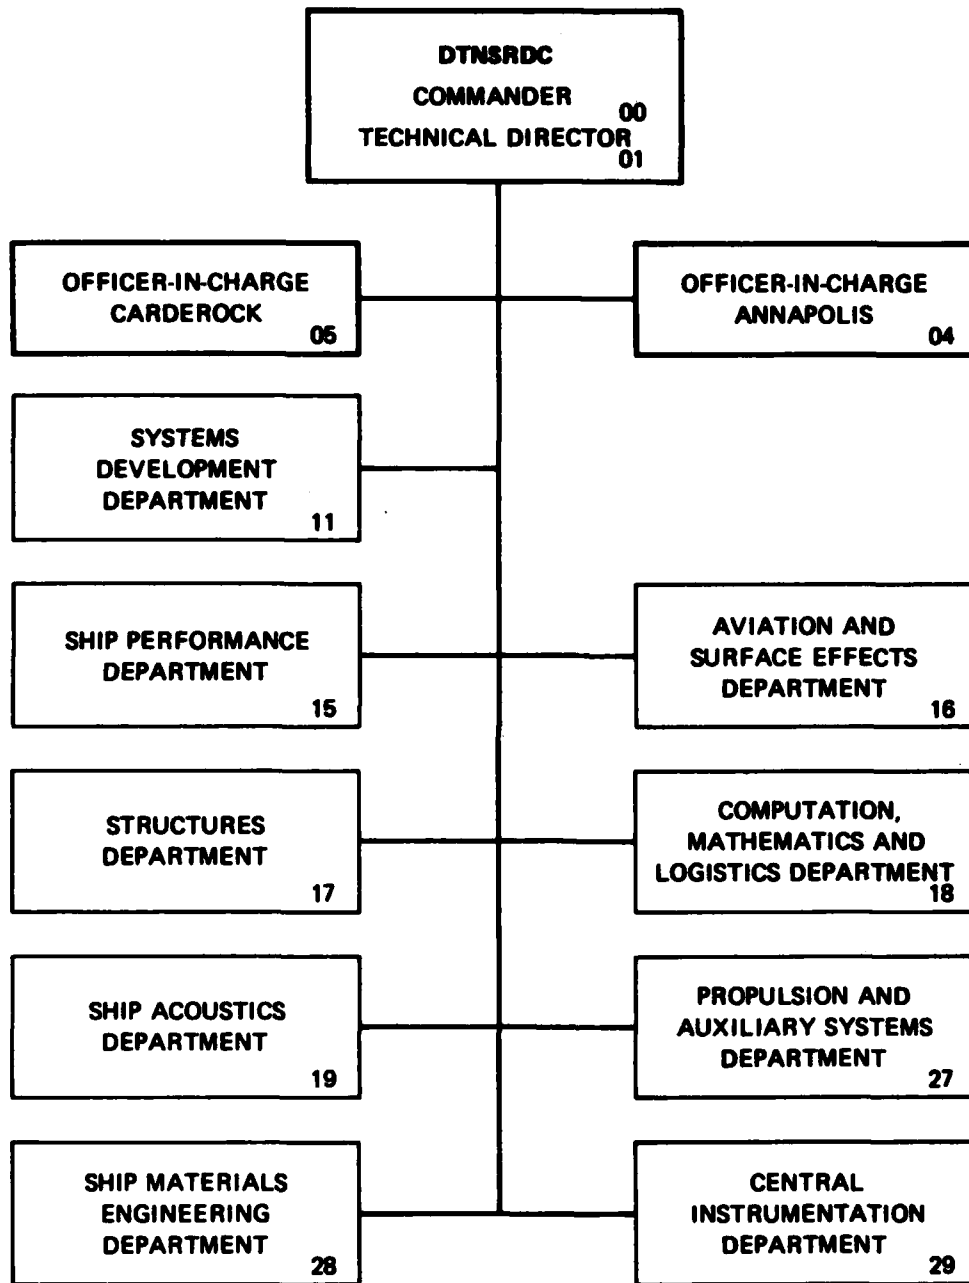 DTNSRDC
COMMANDER
00
TECHNICAL DIRECTOR
01
OFFICER-IN-CHARGE
CARDEROCK
05
OFFICER-IN-CHARGE
ANNAPOLIS
04
SYSTEMS
DEVELOPMENT
DEPARTMENT
11
SHIP PERFORMANCE
DEPARTMENT
15
AVIATION AND
SURFACE EFFECTS
DEPARTMENT
16
STRUCTURES
DEPARTMENT
17
COMPUTATION,
MATHEMATICS AND
LOGISTICS DEPARTMENT
18
SHIP ACOUSTICS
DEPARTMENT
19
PROPULSION AND
AUXILIARY SYSTEMS
DEPARTMENT
27
SHIP MATERIALS
ENGINEERING
DEPARTMENT
28
CENTRAL
INSTRUMENTATION
DEPARTMENT
29